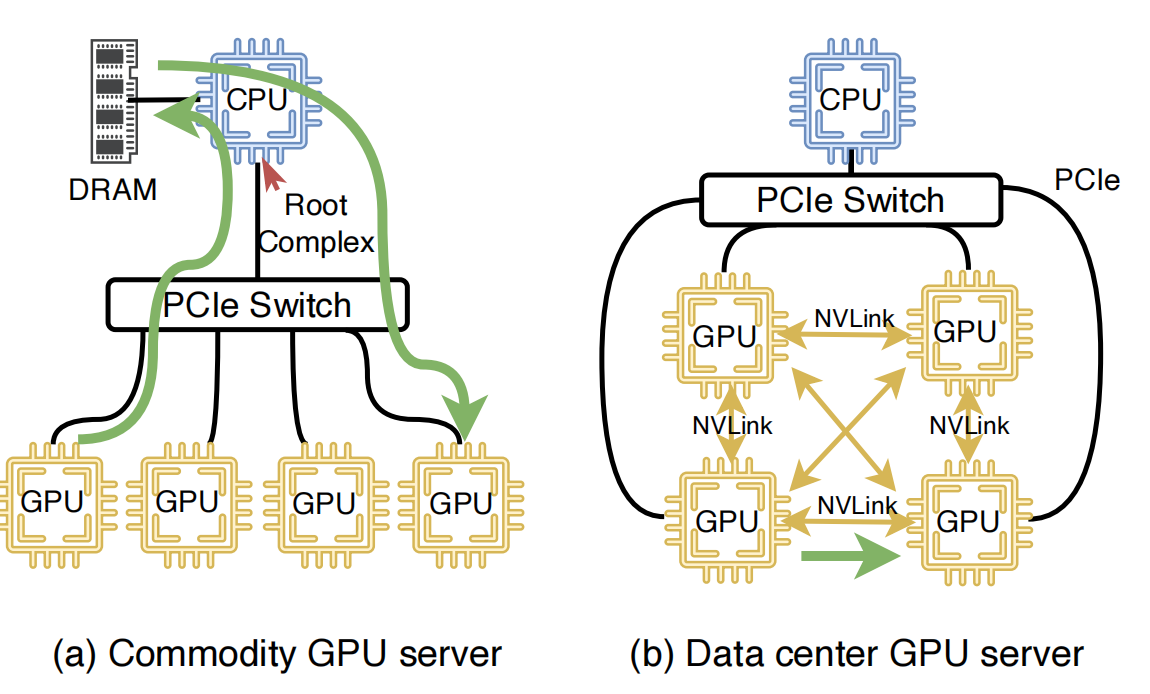 CPU
DRAM
Root
Complex
PCIe Switch
GPU
GPU
GPU
GPU
(a) Commodity GPU server
CPU
PCIe Switch
PCIe
GPU
NVLink
GPU
NVLink
NVLink
GPU
NVLink
GPU
(b) Data center GPU server